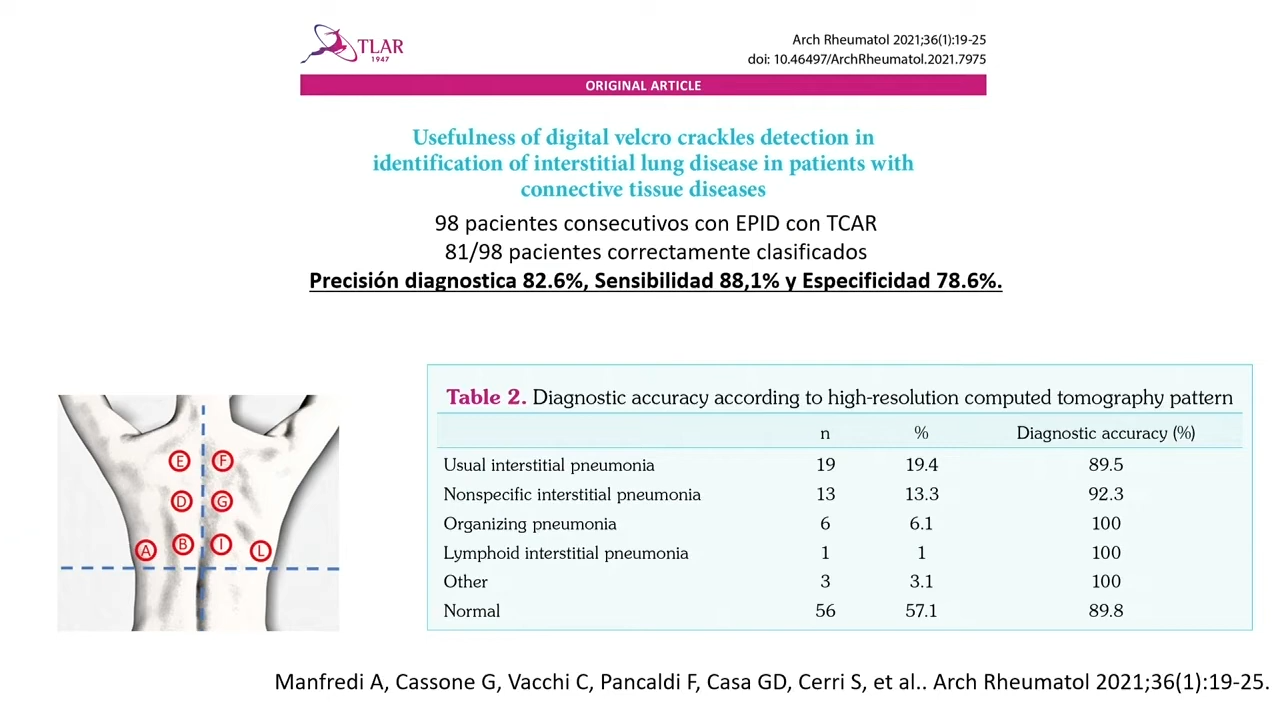 TLAR
1947
Arch Rheumatol 2021;36(1):19-25
doi: 10.46497/ArchRheumatol.2021.7975
ORIGINAL ARTICLE
Usefulness of digital velcro crackles detection in
identification of interstitial lung disease in patients with
connective tissue diseases
98 pacientes consecutivos con EPID con TCAR
81/98 pacientes correctamente clasificados
Precisión diagnostica 82.6%, Sensibilidad 88,1% y Especificidad 78.6%.
E F
D G
A B I L
Table 2. Diagnostic accuracy according to high-resolution computed tomography pattern
n % Diagnostic accuracy (%)
Usual interstitial pneumonia 19 19.4 89.5
Nonspecific interstitial pneumonia 13 13.3 92.3
Organizing pneumonia 6 6.1 100
Lymphoid interstitial pneumonia 1 1 100
Other 3 3.1 100
Normal 56 57.1 89.8
Manfredi A, Cassone G, Vacchi C, Pancaldi F, Casa GD, Cerri S, et al.. Arch Rheumatol 2021;36(1):19-25.